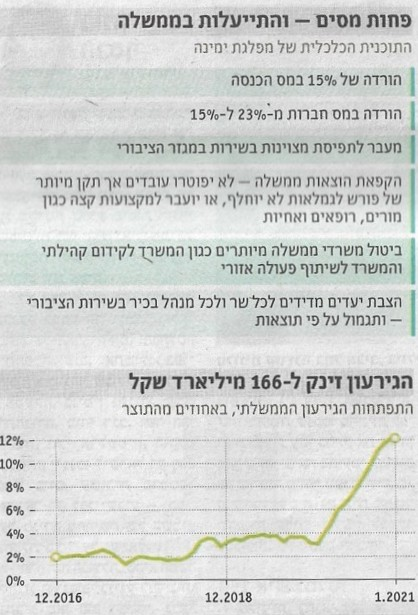 פחות מסים – והתייעלות בממשלה
התוכנית הכלכלית של מפלגת ימינה
הורדה של 15% במס הכנסה
הורדה במס חברות מ-23% ל-15%
מעבר לתפיסת מצוינות בשירות במגזר הציבורי
הקפאת הוצאות ממשלה – לא יפוטרו עובדים אך תקן מיותר
של פורש לגמלאות לא יוחלף, או יועבר למקצועות קצה כגון
מורים, רופאים ואחיות
ביטול משרדי ממשלה מיותרים כגון המשרד לקידום קהילתי
והמשרד לשיתוף פעולה אזורי
הצבת יעדים מדידים לכל שר ולכל מנהל בכיר בשירות הציבורי
– ותגמול על פי תוצאות
הגירעון זינק ל-166 מיליארד שקל
התפתחות הגירעון הממשלתי, באחוזים מהתוצר
12%
10%
8%
6%
4%
2%
0%
12.2016 12.2018 1.2021